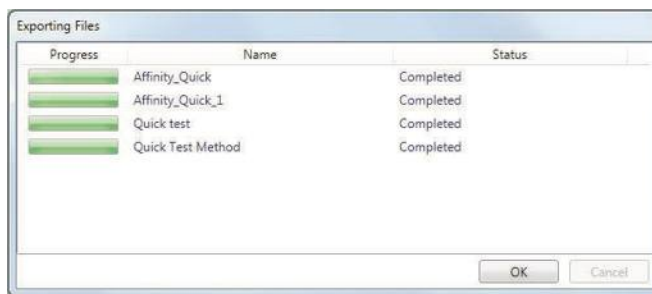 Exporting Files
Progress Name Status
Affinity_Quick Completed
Affinity_Quick_1 Completed
Quick test Completed
Quick Test Method Completed
OK Cancel